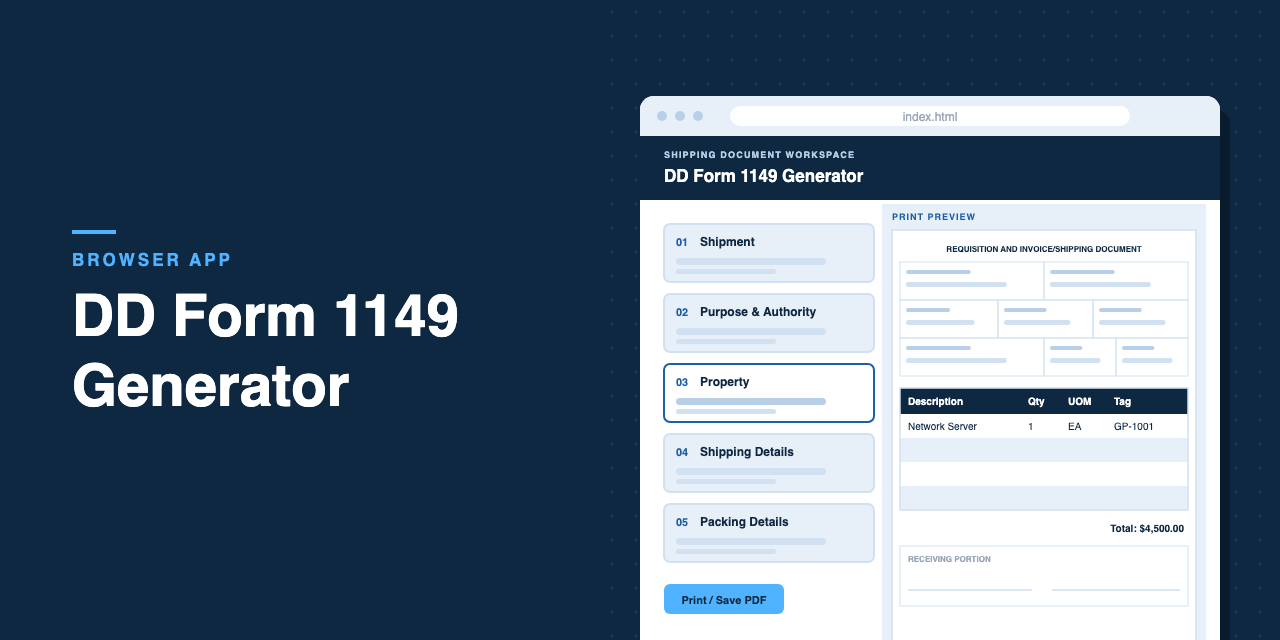 BROWSER APP
DD Form 1149
Generator
index.html
SHIPPING DOCUMENT WORKSPACE
DD Form 1149 Generator
01 Shipment
02 Purpose & Authority
03 Property
04 Shipping Details
05 Packing Details
Print / Save PDF
PRINT PREVIEW
REQUISITION AND INVOICE/SHIPPING DOCUMENT
Description Qty UOM Tag
Network Server 1 EA GP-1001
Total: $4,500.00
RECEIVING PORTION